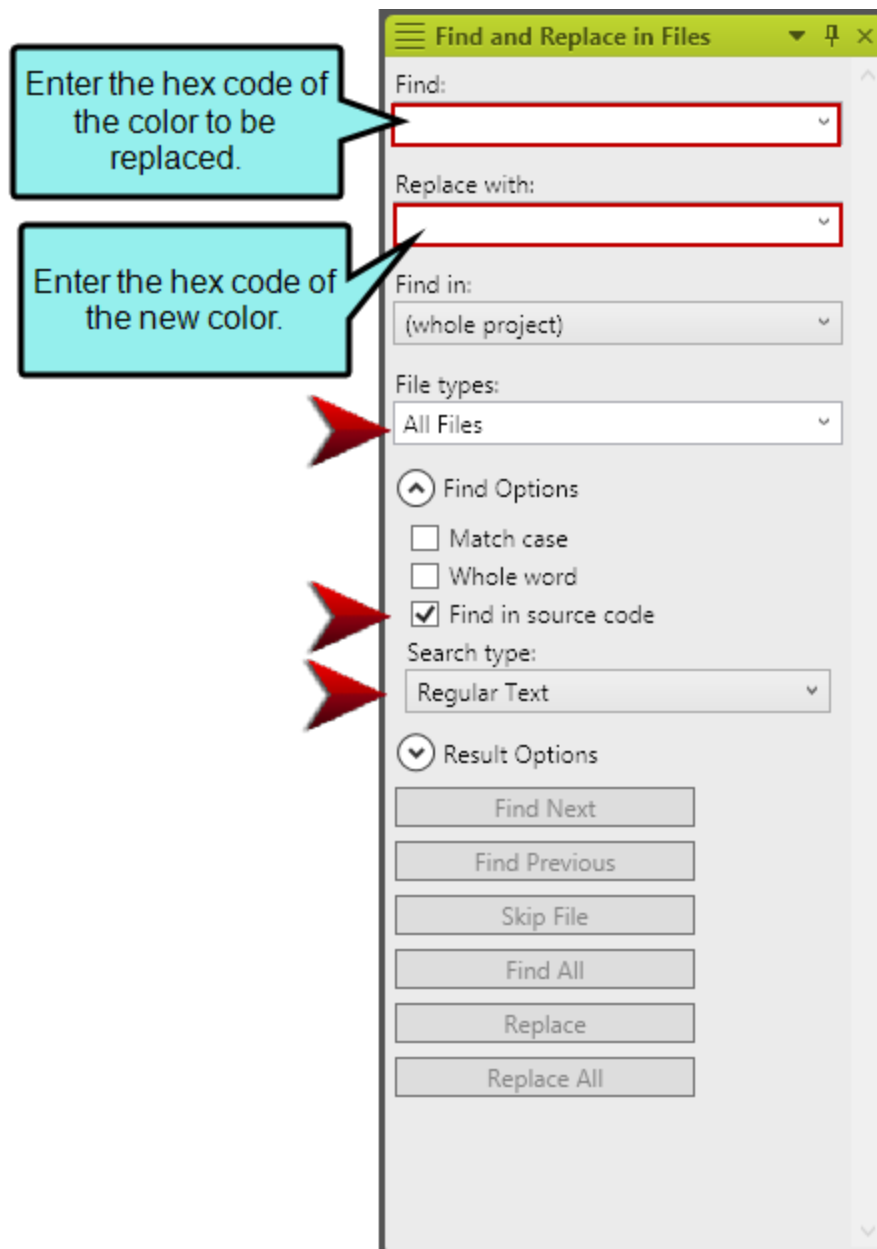 Find and Replace in Files
Enter the hex code of
the color to be
replaced.
Find:
Replace with:
Enter the hex code of
the new color.
Find in:
(whole project)
File types:
All Files
Find Options
Match case
Whole word
Find in source code
Search type:
Regular Text
Result Options
Find Next
Find Previous
Skip File
Find All
Replace
Replace All